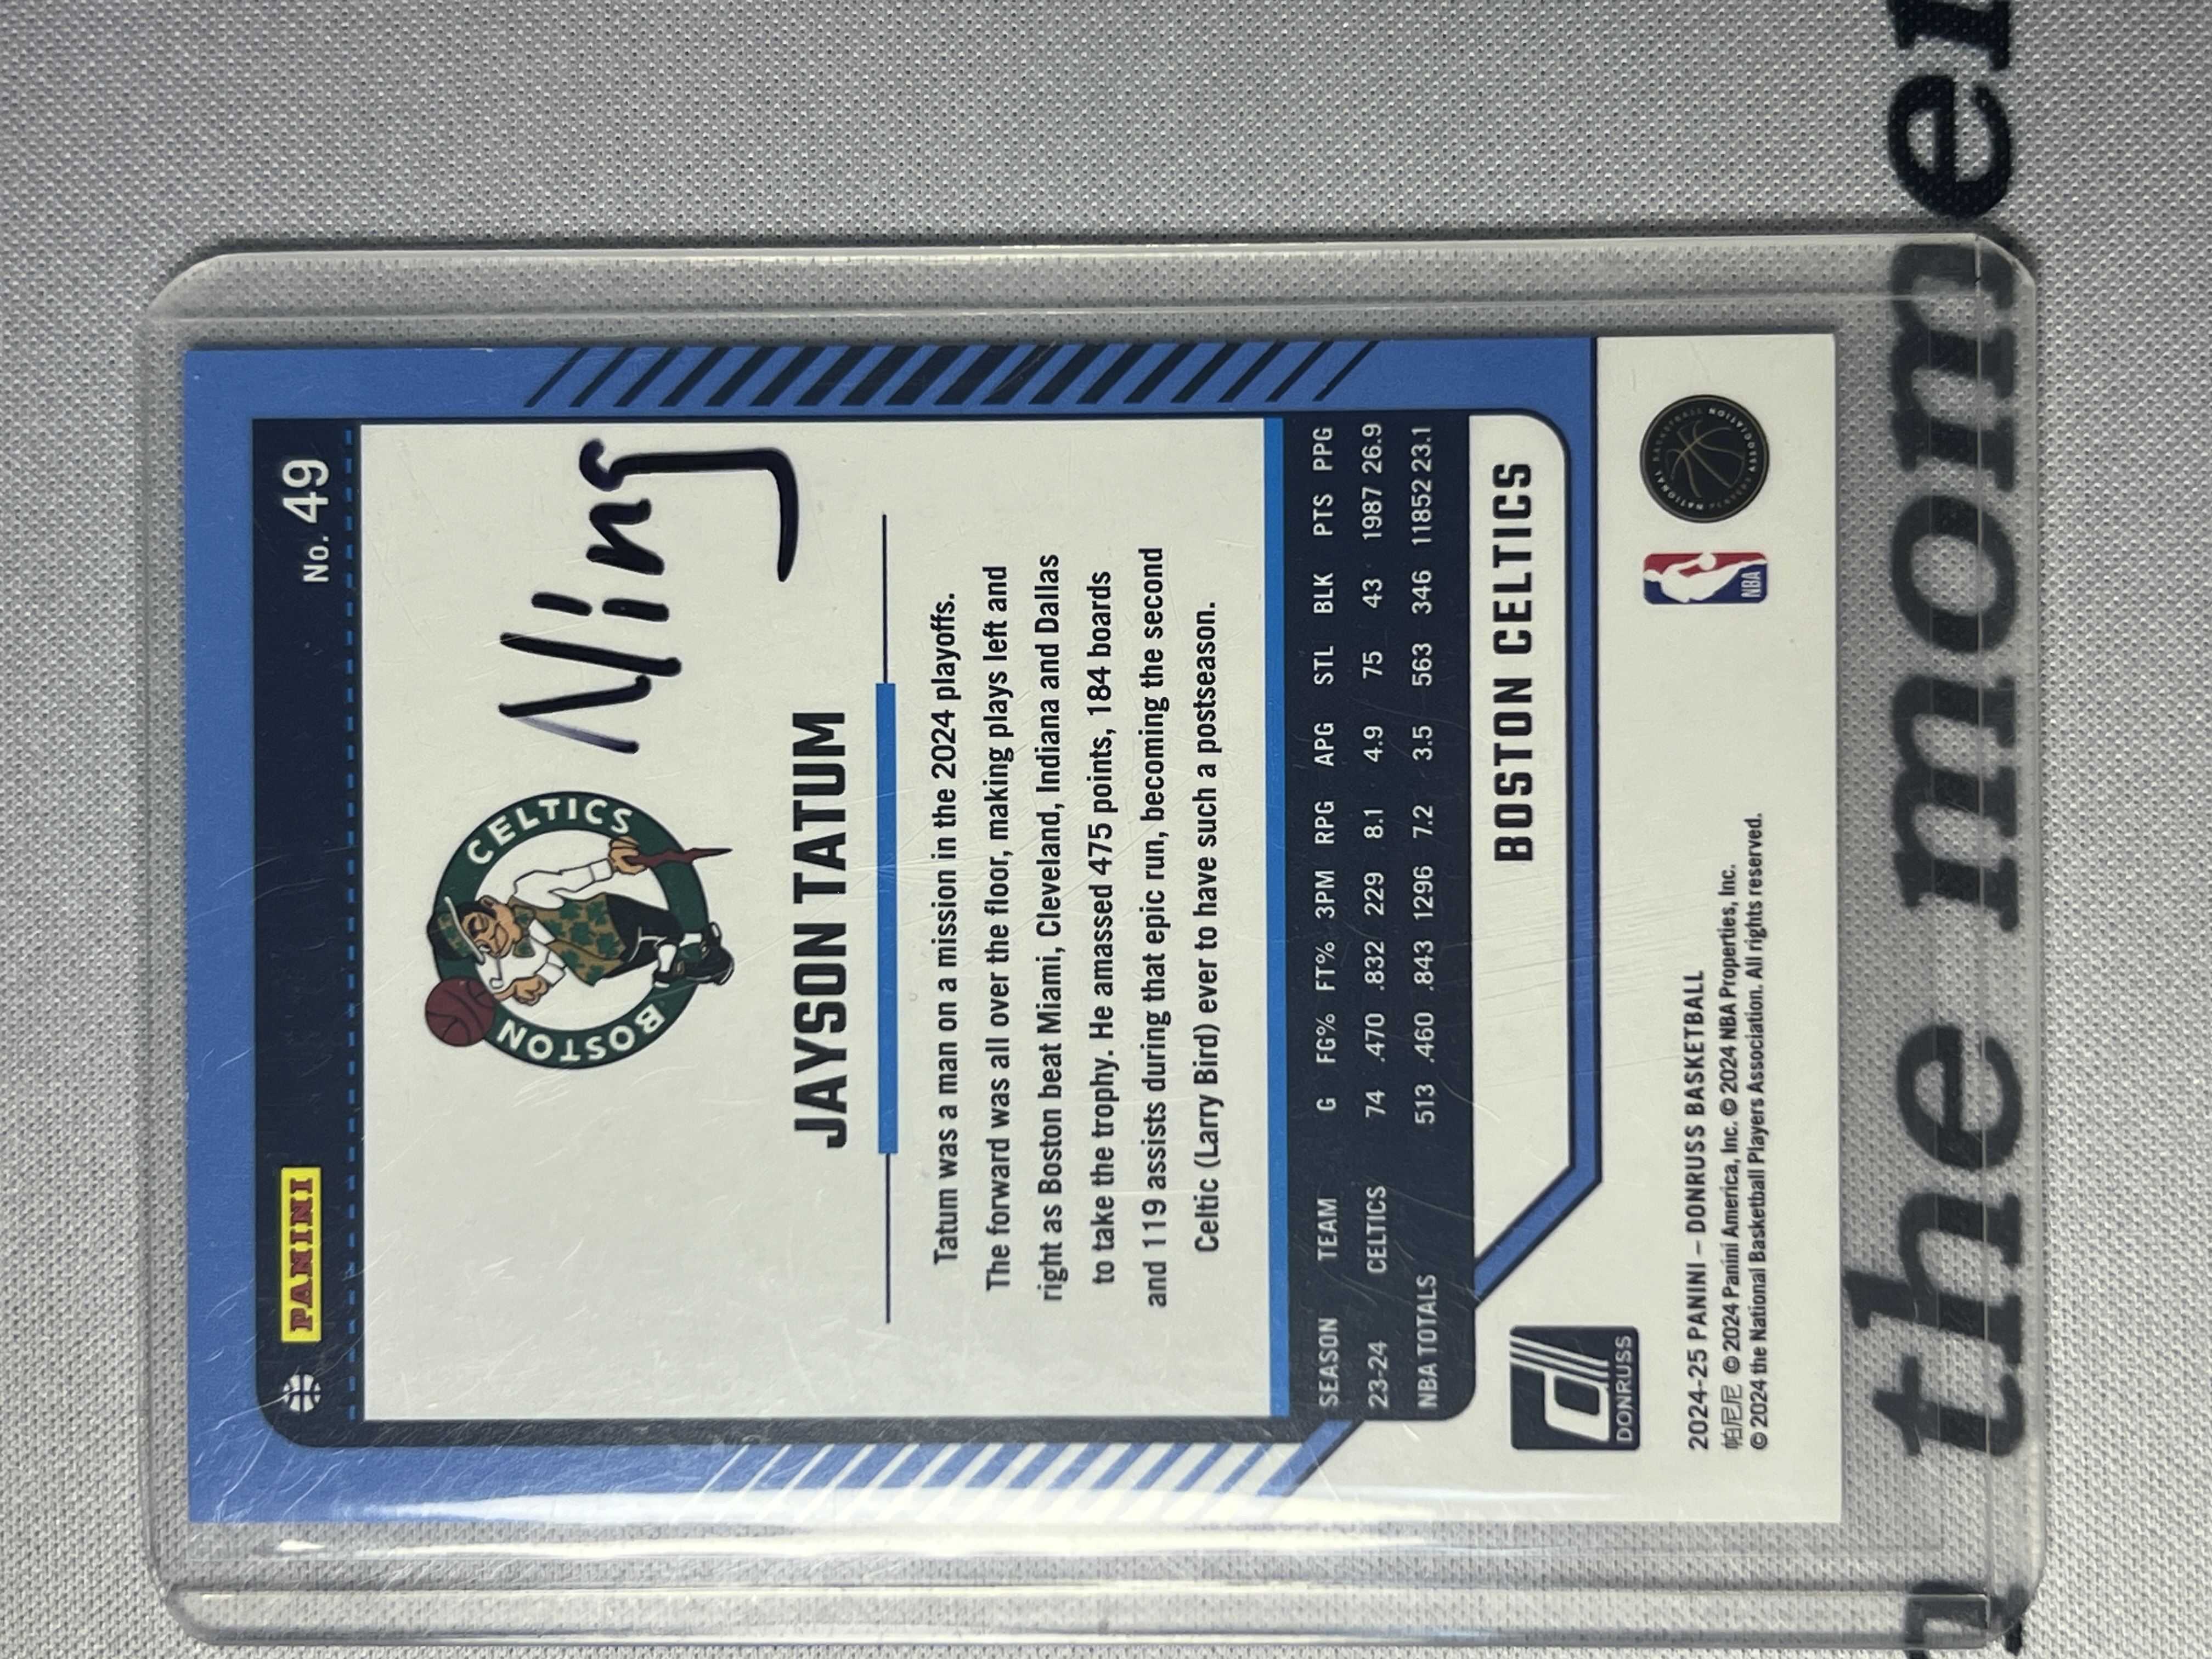 PANINI
No. 49
BOSTON CELTICS
Ning
JAYSON TATUM
Tatum was a man on a mission in the 2024 playoffs.
The forward was all over the floor, making plays left and
right as Boston beat Miami, Cleveland, Indiana and Dallas
to take the trophy. He amassed 475 points, 184 boards
and 119 assists during that epic run, becoming the second
Celtic (Larry Bird) ever to have such a postseason.
SEASON TEAM G FG% FT% 3PM RPG APG STL BLK PTS PPG
23-24 CELTICS 74 .470 .832 229 8.1 4.9 75 43 1987 26.9
NBA TOTALS 513 .460 .843 1296 7.2 3.5 563 346 11852 23.1
BOSTON CELTICS
DONRUSS
2024-25 PANINI – DONRUSS BASKETBALL
帕尼尼 © 2024 Panini America, Inc. © 2024 NBA Properties, Inc.
© 2024 the National Basketball Players Association. All rights reserved.
NBA
NATIONAL BASKETBALL
ASSOCIATION
the mome